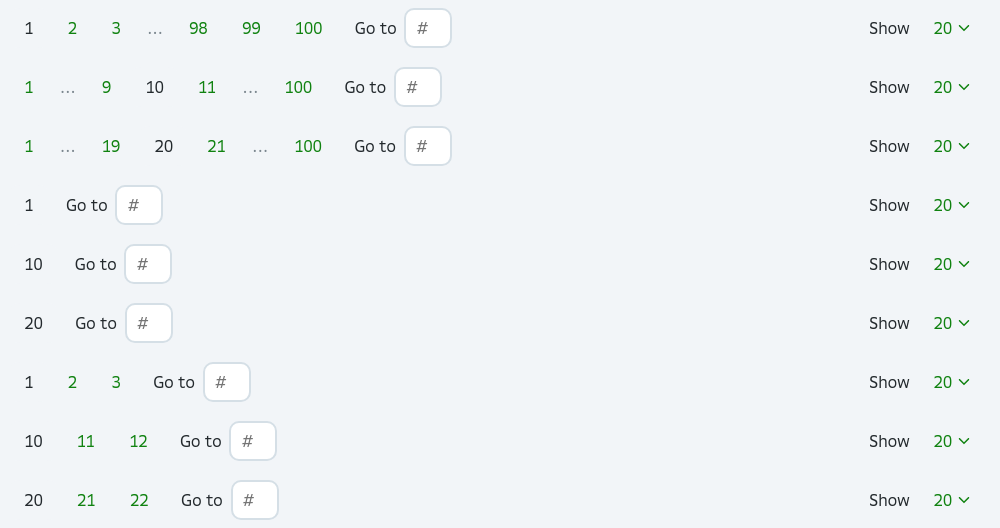 1 2 3 ... 98 99 100 Go to # Show 20
1 ... 9 10 11 ... 100 Go to # Show 20
1 ... 19 20 21 ... 100 Go to # Show 20
1 Go to # Show 20
10 Go to # Show 20
20 Go to # Show 20
1 2 3 Go to # Show 20
10 11 12 Go to # Show 20
20 21 22 Go to # Show 20